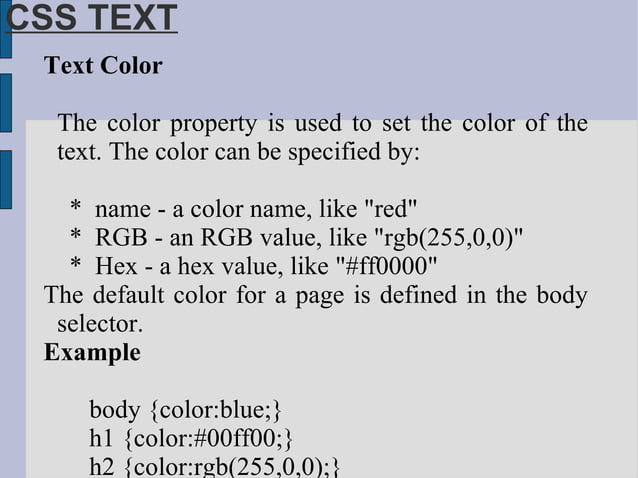 CSS TEXT
Text Color
The color property is used to set the color of the
text. The color can be specified by:
* name - a color name, like "red"
* RGB - an RGB value, like "rgb(255,0,0)"
* Hex - a hex value, like "#ff0000"
The default color for a page is defined in the body
selector.
Example
body {color:blue;}
h1 {color:#00ff00;}
h2 {color:rgb(255,0,0);}